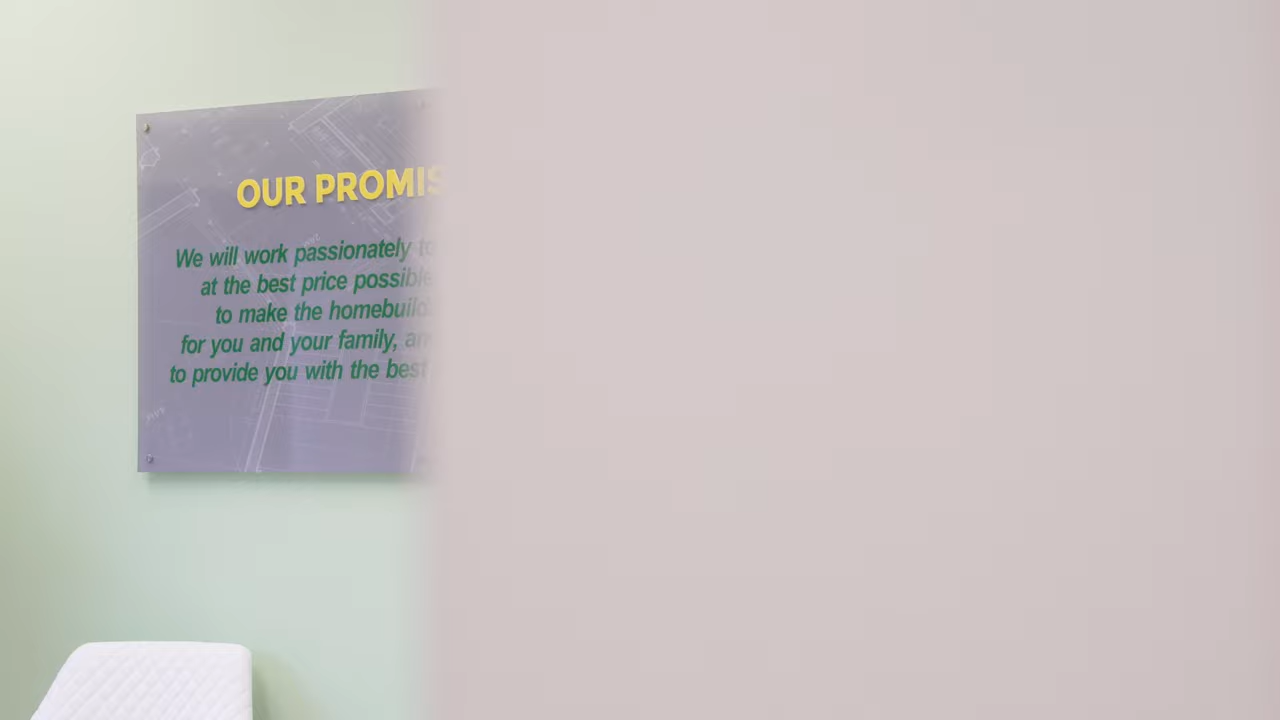 OUR PROMIS
We will work passionately to
at the best price possible
to make the homebuild
for you and your family,
to provide you with the best